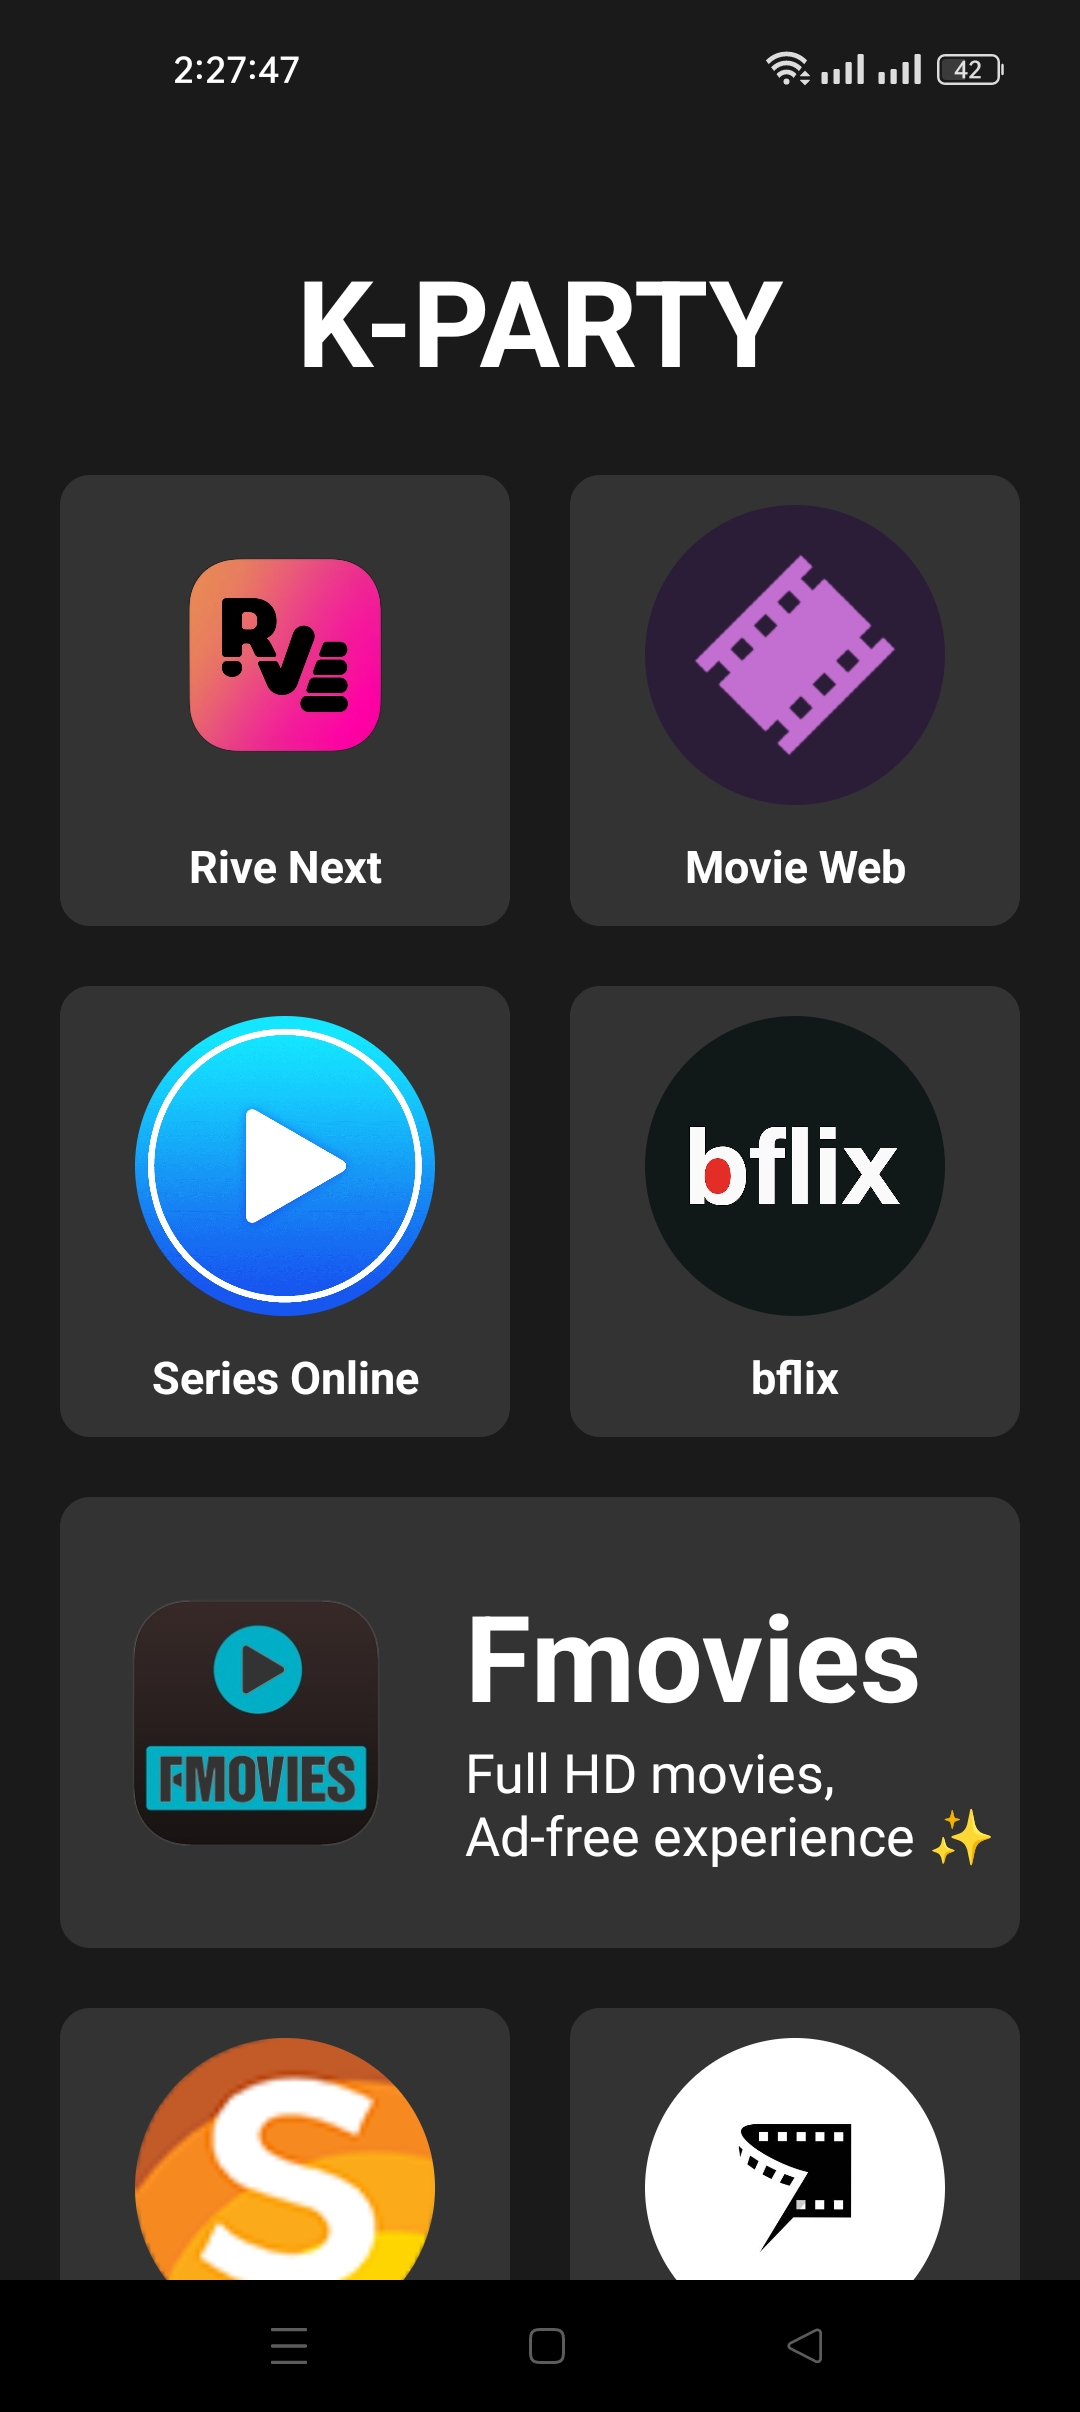 2:27:47
42
K-PARTY
RIVE
Rive Next
Movie Web
bflix
Series Online
bflix
FMOVIES
Fmovies
Full HD movies,
Ad-free experience ✨
S